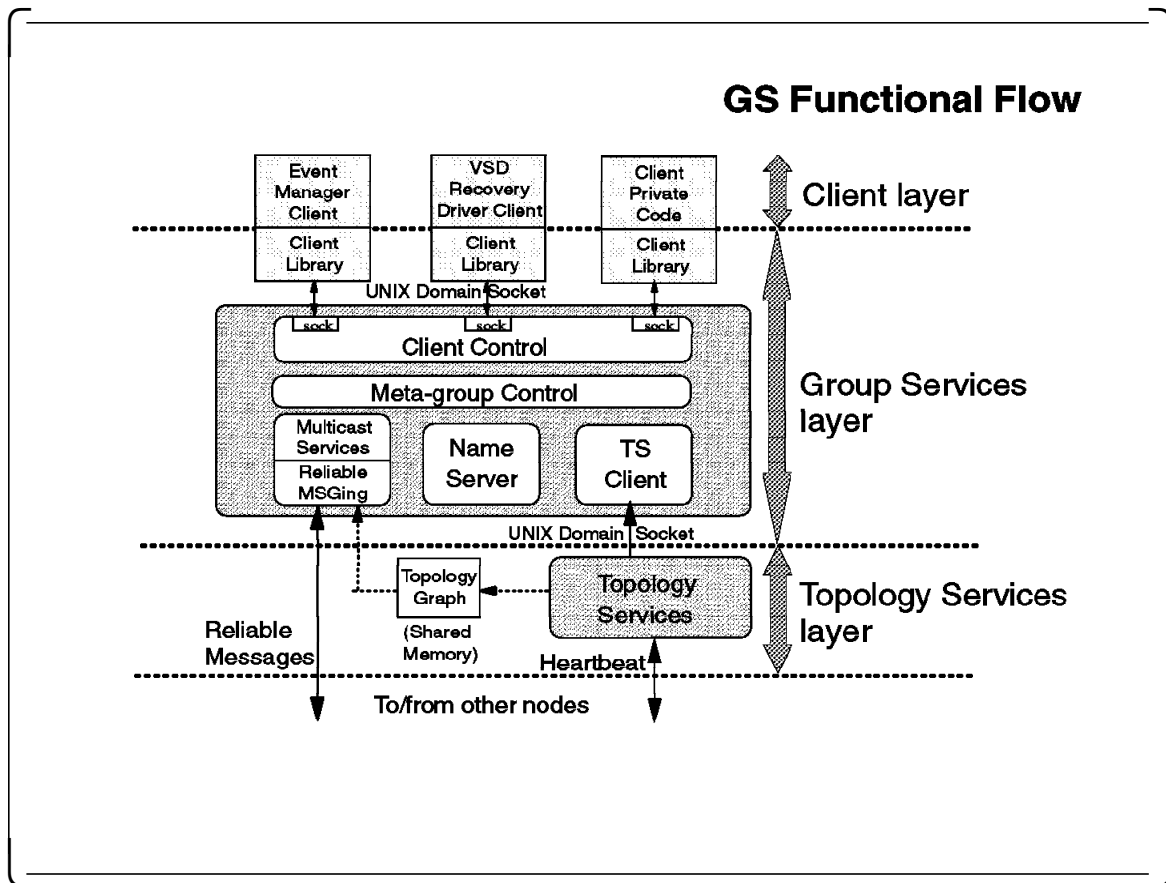 GS Functional Flow
Event
Manager
Client
VSD
Recovery
Driver Client
Client
Private
Code
Client layer
Client
Library
Client
Library
Client
Library
UNIX Domain Socket
sock
sock
sock
Client Control
Meta-group Control
Group Services
layer
Multicast
Services
Reliable
MSGing
Name
Server
TS
Client
UNIX Domain Socket
Topology
Graph
(Shared
Memory)
Topology
Services
Topology Services
layer
Reliable
Messages
Heartbeat
To/from other nodes